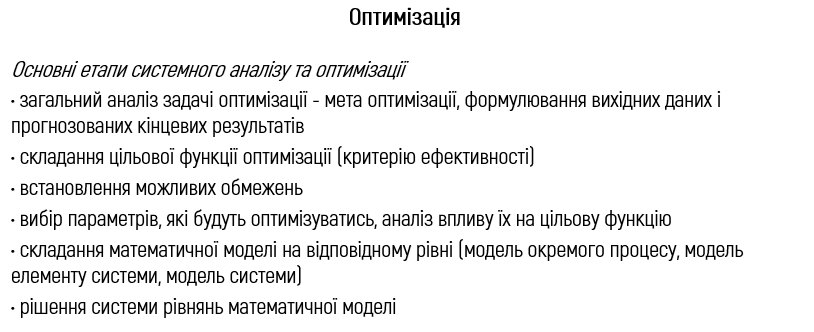 Оптимізація
Основні етапи системного аналізу та оптимізації
· загальний аналіз задачі оптимізації - мета оптимізації, формулювання вихідних даних і
прогнозованих кінцевих результатів
· складання цільової функції оптимізації (критерію ефективності)
· встановлення можливих обмежень
· вибір параметрів, які будуть оптимізуватись, аналіз впливу їх на цільову функцію
· складання математичної моделі на відповідному рівні (модель окремого процесу, модель
елементу системи, модель системи)
· рішення системи рівнянь математичної моделі